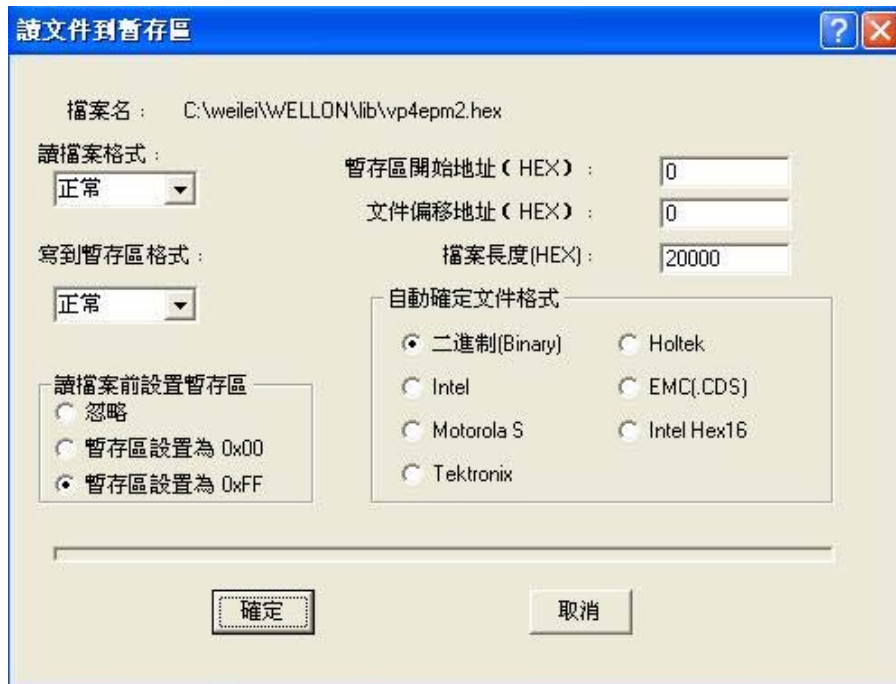 讀文件到暫存區
檔案名： C:\weilei\WELLON\lib\vp4epm2.hex
讀檔案格式：
正常
暫存區開始地址（HEX）： 0
文件偏移地址（HEX）： 0
寫到暫存區格式：
正常
檔案長度(HEX)： 20000
自動確定文件格式
二進制(Binary)
Holtek
Intel
EMC(.CDS)
Motorola S
Intel Hex16
Tektronix
讀檔案前設置暫存區
忽略
暫存區設置為 0x00
暫存區設置為 0xFF
確定
取消